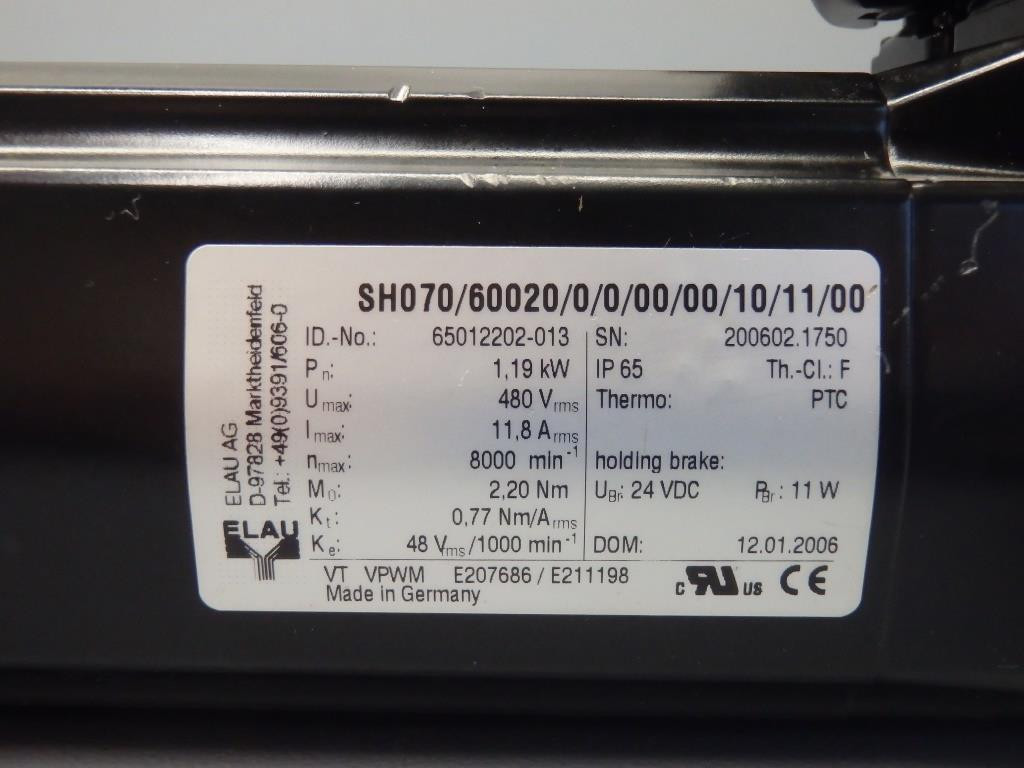 SH070/60020/0/0/00/00/10/11/00
ID.-No.: 65012202-013 SN: 200602.1750
Pn: 1,19 kW IP 65 Th.-Cl.: F
Umax: 480 Vrms Thermo: PTC
Imax: 11,8 Arms
nmax: 8000 min-1 holding brake:
M0: 2,20 Nm UBr: 24 VDC PBr: 11 W
Kt: 0,77 Nm/Arms
Ke: 48 Vrms/1000 min-1 DOM: 12.01.2006
VT VPWM E207686 / E211198
Made in Germany
c RU us CE
ELAU AG
D-97828 Marktheidenfeld
Tel.: +49(0)9391/606-0
ELAU